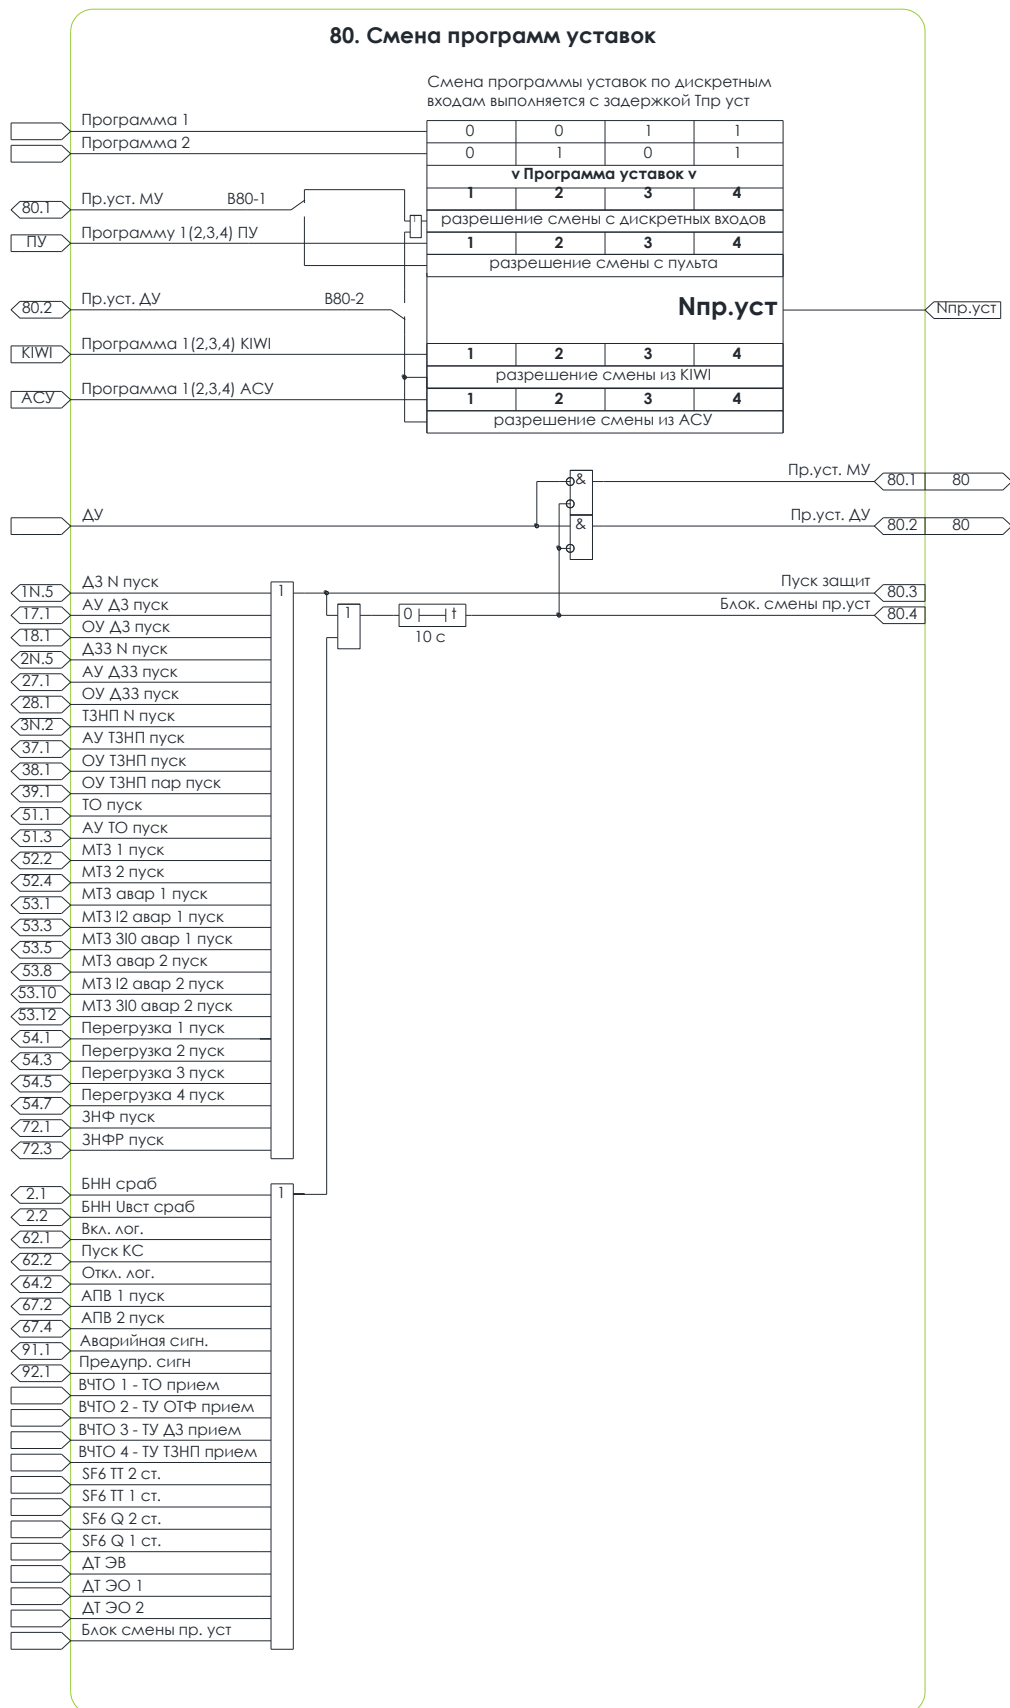 80. Смена программ уставок
Смена программы уставок по дискретным
входам выполняется с задержкой Тпр уст
Программа 1
0 0 1 1
Программа 2
0 1 0 1
v Программа уставок v
1 2 3 4
80.1 Пр.уст. МУ В80-1 1
разрешение смены с дискретных входов
ПУ Программу 1(2,3,4) ПУ
1 2 3 4
разрешение смены с пульта
80.2 Пр.уст. ДУ В80-2
Nпр.уст
Nпр.уст
KIWI Программа 1(2,3,4) KIWI
1 2 3 4
разрешение смены из KIWI
АСУ Программа 1(2,3,4) АСУ
1 2 3 4
разрешение смены из АСУ
& Пр.уст. МУ 80.1 80
ДУ
& Пр.уст. ДУ 80.2 80
1N.5 ДЗ N пуск 1
Пуск защит 80.3
17.1 АУ ДЗ пуск
1
0 t
10 с
Блок. смены пр.уст 80.4
18.1 ОУ ДЗ пуск
2N.5 ДЗЗ N пуск
27.1 АУ ДЗЗ пуск
28.1 ОУ ДЗЗ пуск
3N.2 ТЗНП N пуск
37.1 АУ ТЗНП пуск
38.1 ОУ ТЗНП пуск
39.1 ОУ ТЗНП пар пуск
51.1 ТО пуск
51.3 АУ ТО пуск
52.2 МТЗ 1 пуск
52.4 МТЗ 2 пуск
53.1 МТЗ авар 1 пуск
53.3 МТЗ I2 авар 1 пуск
53.5 МТЗ 3I0 авар 1 пуск
53.8 МТЗ авар 2 пуск
53.10 МТЗ I2 авар 2 пуск
53.12 МТЗ 3I0 авар 2 пуск
54.1 Перегрузка 1 пуск
54.3 Перегрузка 2 пуск
54.5 Перегрузка 3 пуск
54.7 Перегрузка 4 пуск
72.1 ЗНФ пуск
72.3 ЗНФР пуск
2.1 БНН сраб 1
2.2 БНН Uвст сраб
62.1 Вкл. лог.
62.2 Пуск КС
64.2 Откл. лог.
67.2 АПВ 1 пуск
67.4 АПВ 2 пуск
91.1 Аварийная сигн.
92.1 Предупр. сигн
ВЧТО 1 - ТО прием
ВЧТО 2 - ТУ ОТФ прием
ВЧТО 3 - ТУ ДЗ прием
ВЧТО 4 - ТУ ТЗНП прием
SF6 ТТ 2 ст.
SF6 ТТ 1 ст.
SF6 Q 2 ст.
SF6 Q 1 ст.
ДТ ЭВ
ДТ ЭО 1
ДТ ЭО 2
Блок смены пр. уст